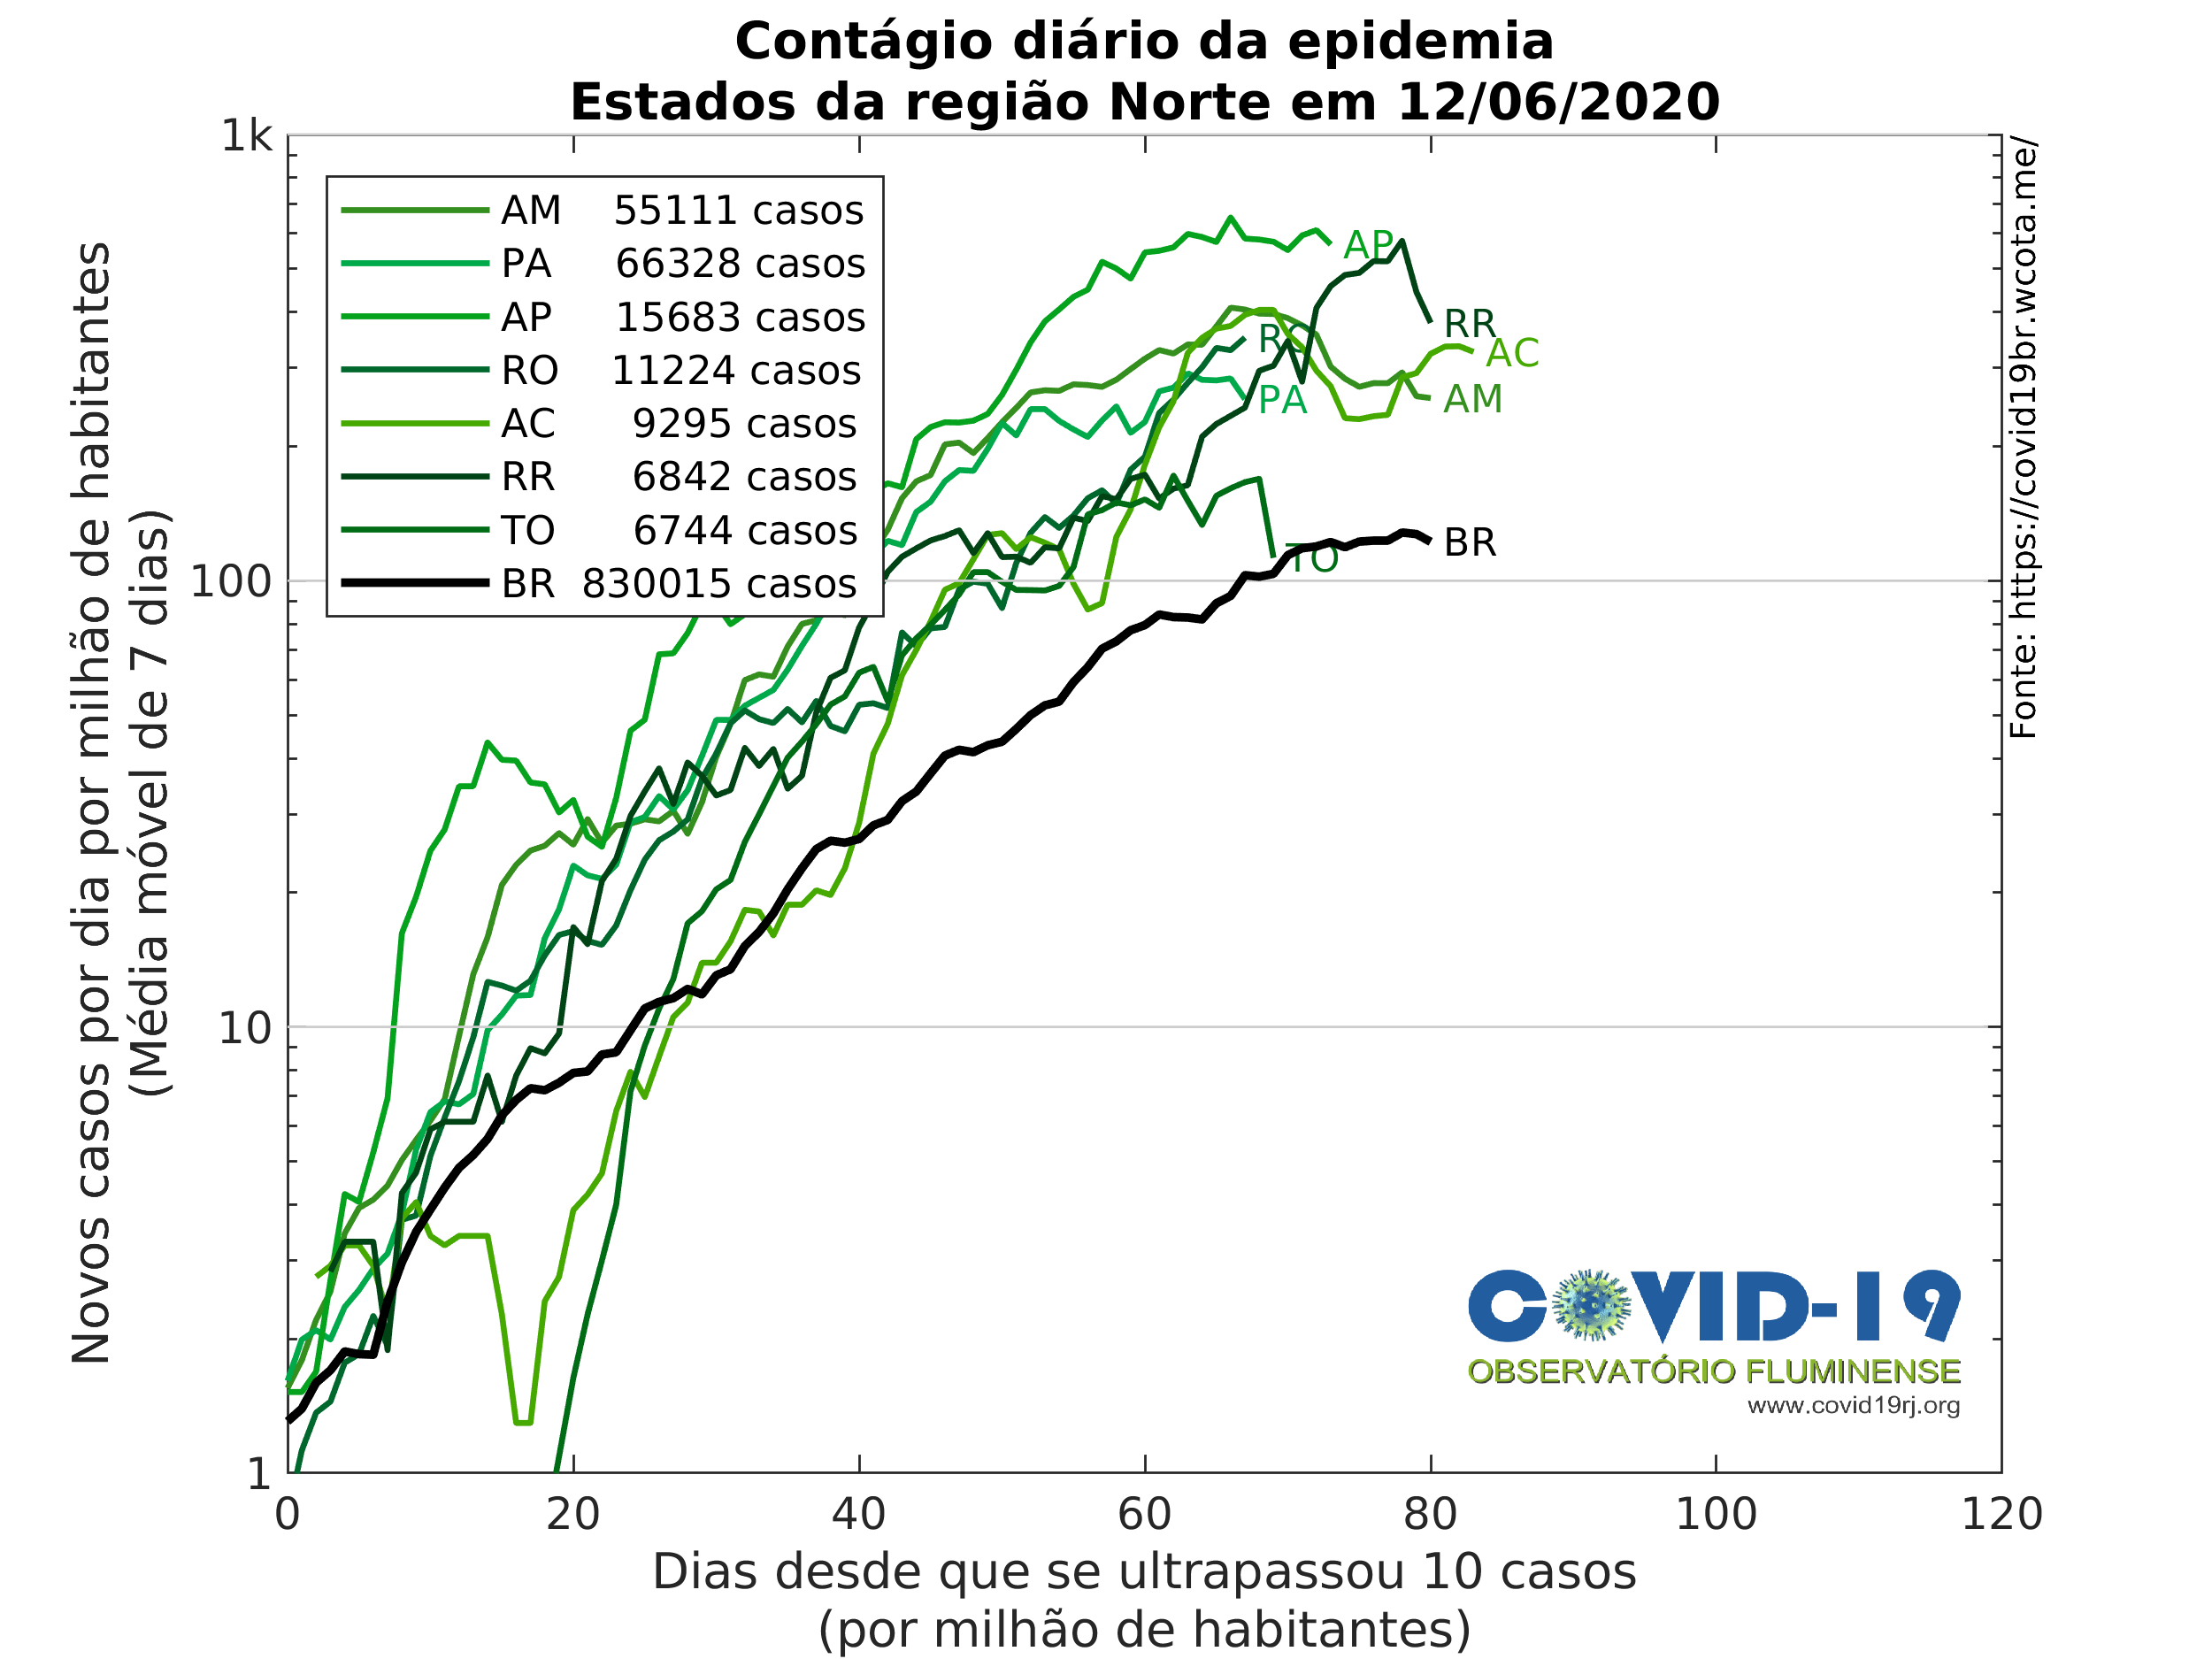 Contágio diário da epidemia
Estados da região Norte em 12/06/2020
1k
100
10
1
Novos casos por dia por milhão de habitantes
(Média móvel de 7 dias)
AM 55111 casos
PA 66328 casos
AP 15683 casos
RO 11224 casos
AC 9295 casos
RR 6842 casos
TO 6744 casos
BR 830015 casos
AP
RR
RO
AC
PA
AM
BR
TO
Fonte: https://covid19br.wcota.me/
COVID-19
OBSERVATÓRIO FLUMINENSE
www.covid19rj.org
0 20 40 60 80 100 120
Dias desde que se ultrapassou 10 casos
(por milhão de habitantes)